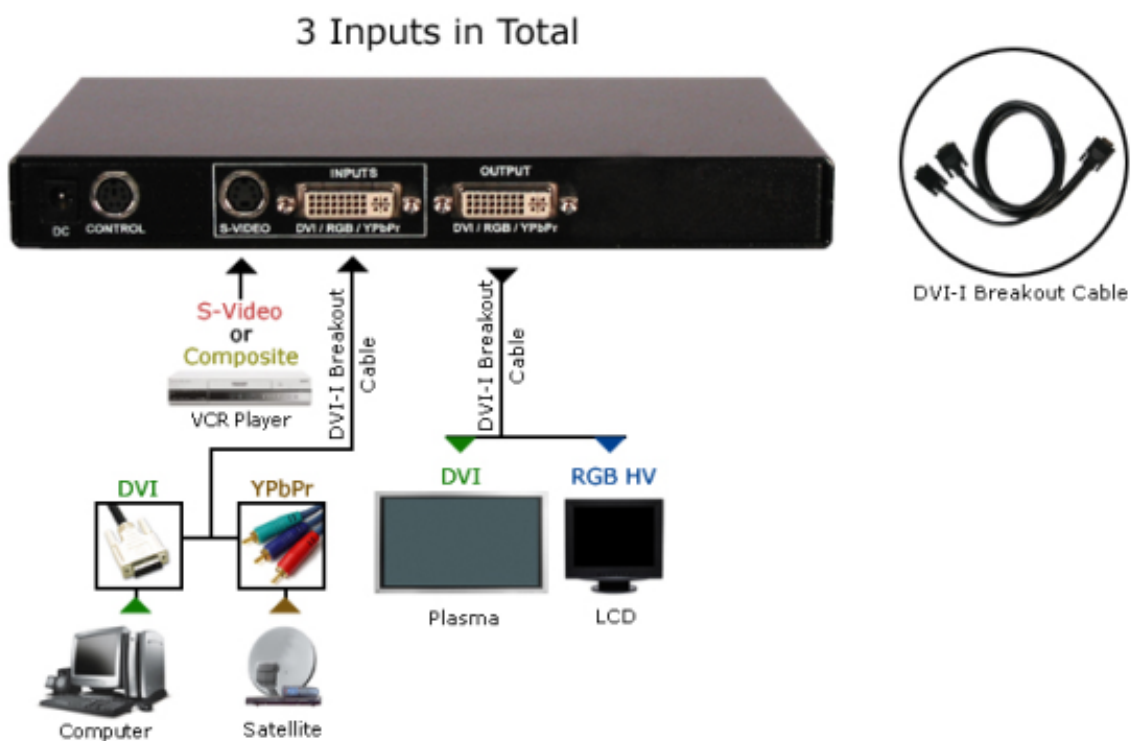 3 Inputs in Total
INPUTS
OUTPUT
DC
CONTROL
S-VIDEO
DVI / RGB / YPbPr
DVI / RGB / YPbPr
DVI-I Breakout Cable
S-Video
or
Composite
VCR Player
DVI-I Breakout
Cable
DVI-I Breakout
Cable
DVI
YPbPr
DVI
RGB HV
Plasma
LCD
Computer
Satellite